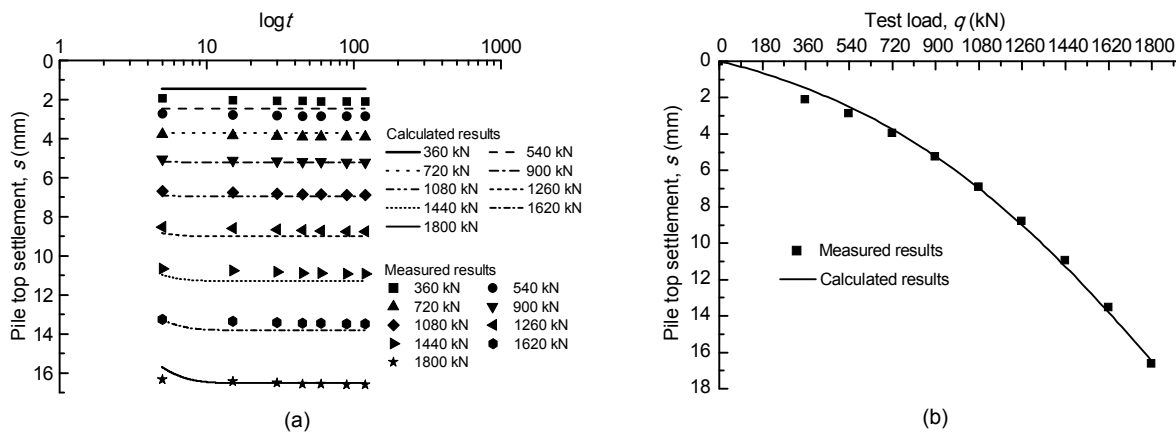 logt
1 10 100 1000
0
2
4
6
8
10
12
14
16
Pile top settlement, s (mm)
Calculated results
360 kN 540 kN
720 kN 900 kN
1080 kN 1260 kN
1440 kN 1620 kN
1800 kN
Measured results
360 kN 540 kN
720 kN 900 kN
1080 kN 1260 kN
1440 kN 1620 kN
1800 kN
(a)
Test load, q (kN)
0 180 360 540 720 900 1080 1260 1440 1620 1800
0
2
4
6
8
10
12
14
16
18
Pile top settlement, s (mm)
Measured results
Calculated results
(b)